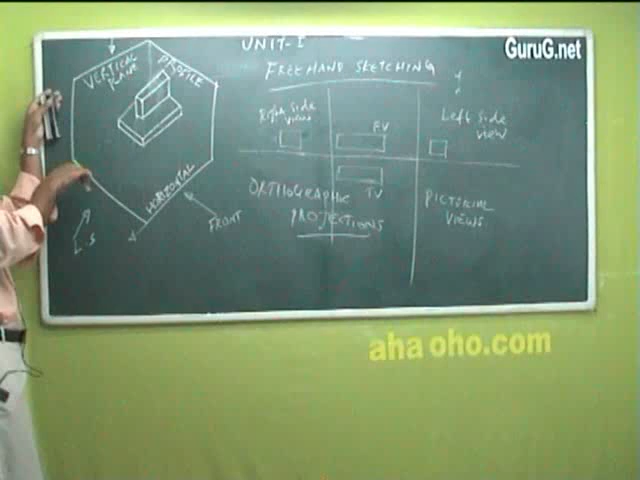 GuruG.net
UNIT-I
FREEHAND SKETCHING
VERTICAL
PLANE
PROFILE
HORIZONTAL
FRONT
L.S
Right side
view
FV
Left side
view
TV
ORTHOGRAPHIC
PROJECTIONS
PICTORIAL
VIEWS
aha oho.com